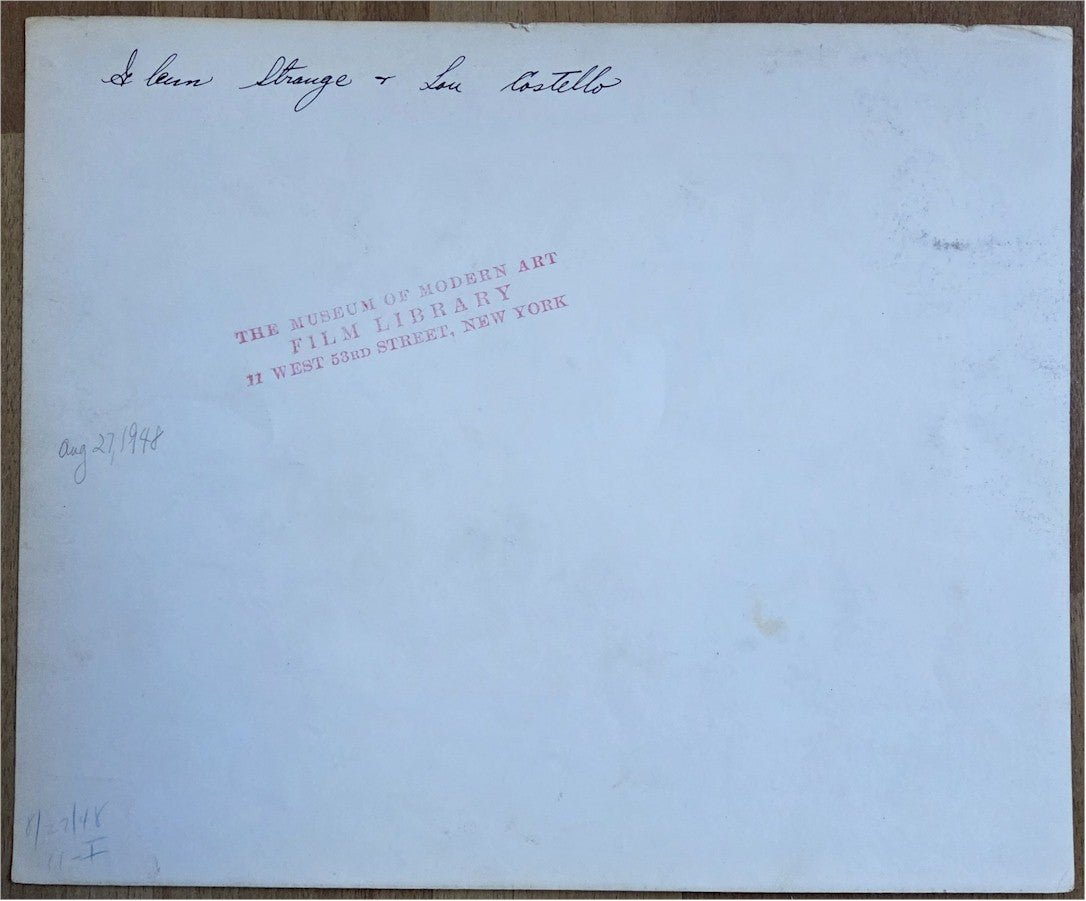 Glenn Strange + Lou Costello
THE MUSEUM OF MODERN ART
FILM LIBRARY
11 WEST 53RD STREET, NEW YORK
Aug 27, 1948
8/27/48